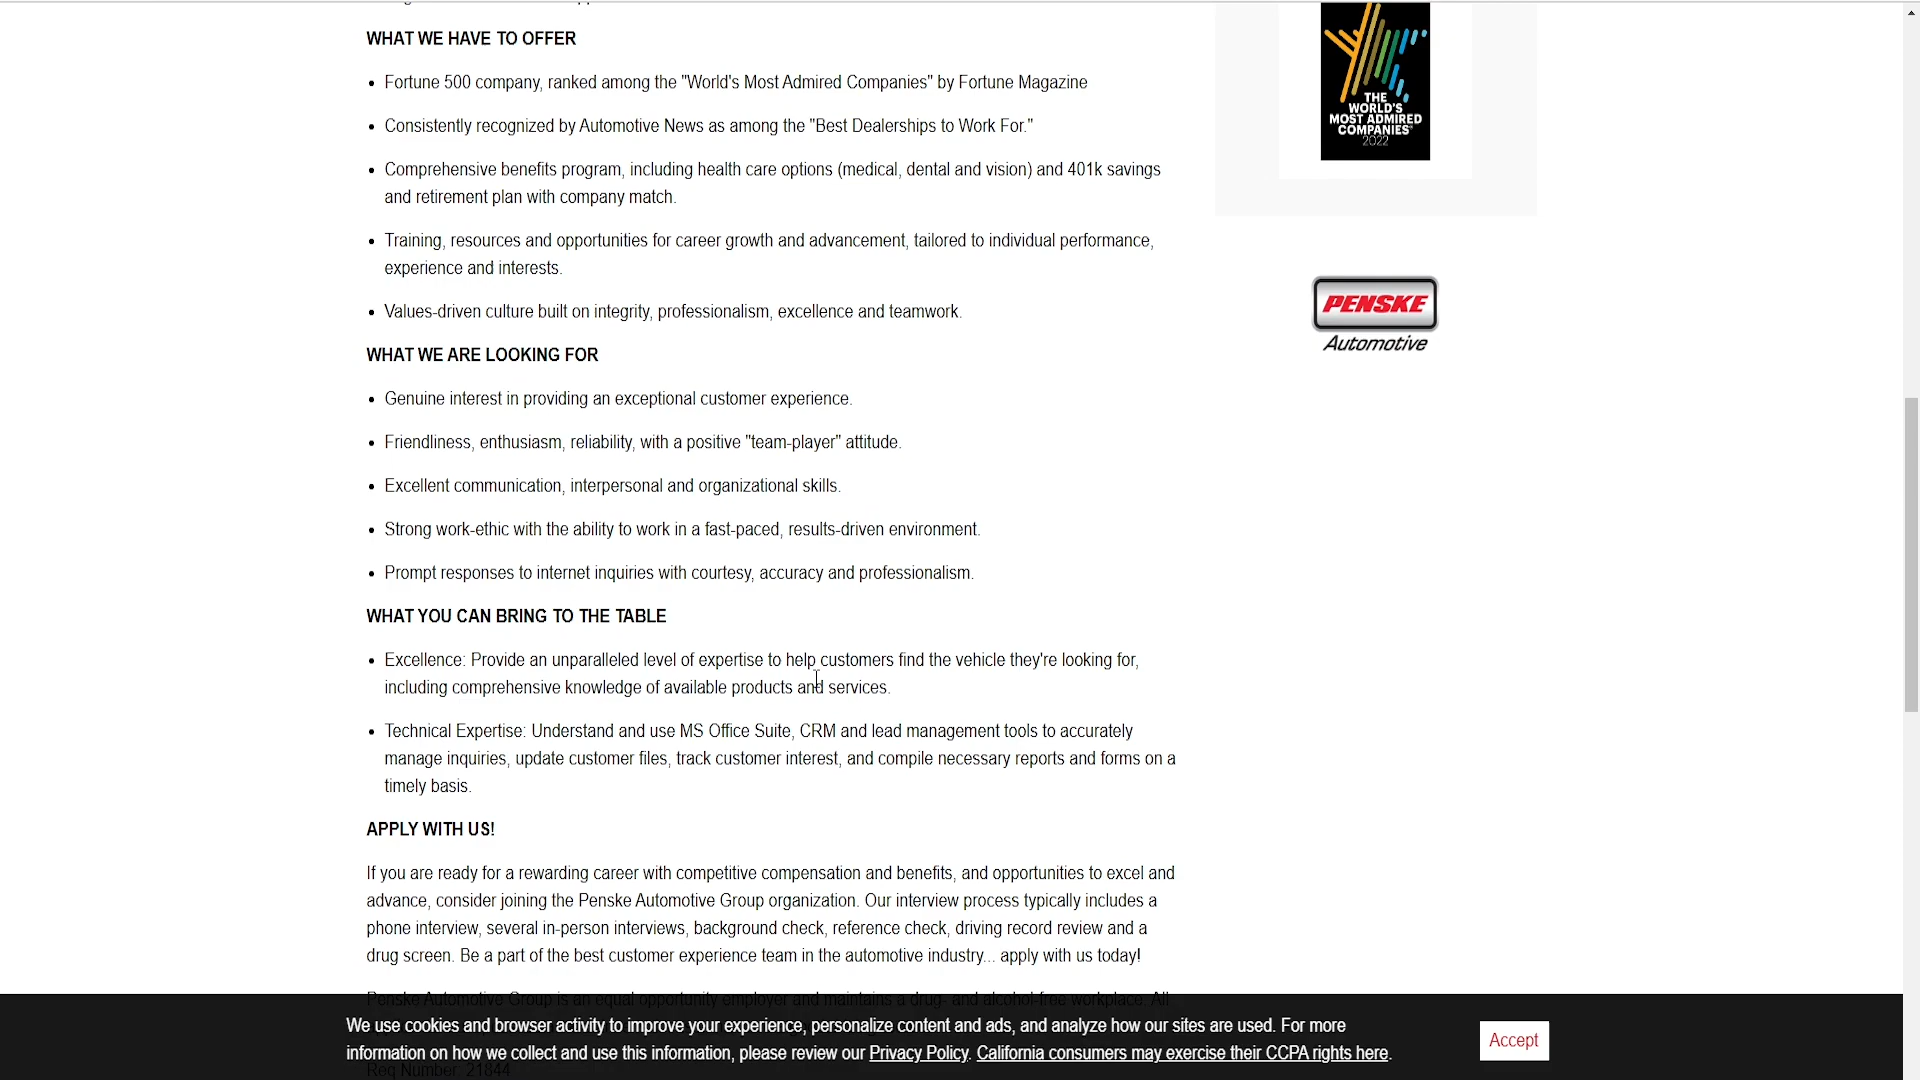 WHAT WE HAVE TO OFFER
• Fortune 500 company, ranked among the "World's Most Admired Companies" by Fortune Magazine
• Consistently recognized by Automotive News as among the "Best Dealerships to Work For."
• Comprehensive benefits program, including health care options (medical, dental and vision) and 401k savings
and retirement plan with company match.
• Training, resources and opportunities for career growth and advancement, tailored to individual performance,
experience and interests.
• Values-driven culture built on integrity, professionalism, excellence and teamwork.
WHAT WE ARE LOOKING FOR
• Genuine interest in providing an exceptional customer experience.
• Friendliness, enthusiasm, reliability, with a positive "team-player" attitude.
• Excellent communication, interpersonal and organizational skills.
• Strong work-ethic with the ability to work in a fast-paced, results-driven environment.
• Prompt responses to internet inquiries with courtesy, accuracy and professionalism.
WHAT YOU CAN BRING TO THE TABLE
• Excellence: Provide an unparalleled level of expertise to help customers find the vehicle they're looking for,
including comprehensive knowledge of available products and services.
• Technical Expertise: Understand and use MS Office Suite, CRM and lead management tools to accurately
manage inquiries, update customer files, track customer interest, and compile necessary reports and forms on a
timely basis.
APPLY WITH US!
If you are ready for a rewarding career with competitive compensation and benefits, and opportunities to excel and
advance, consider joining the Penske Automotive Group organization. Our interview process typically includes a
phone interview, several in-person interviews, background check, reference check, driving record review and a
drug screen. Be a part of the best customer experience team in the automotive industry... apply with us today!
Penske Automotive Group is an equal opportunity employer and maintains a drug- and alcohol-free workplace. All
Req Number: 21844
THE
WORLD'S
MOST ADMIRED
COMPANIES
2022
PENSKE
Automotive
We use cookies and browser activity to improve your experience, personalize content and ads, and analyze how our sites are used. For more
information on how we collect and use this information, please review our Privacy Policy. California consumers may exercise their CCPA rights here.
Accept